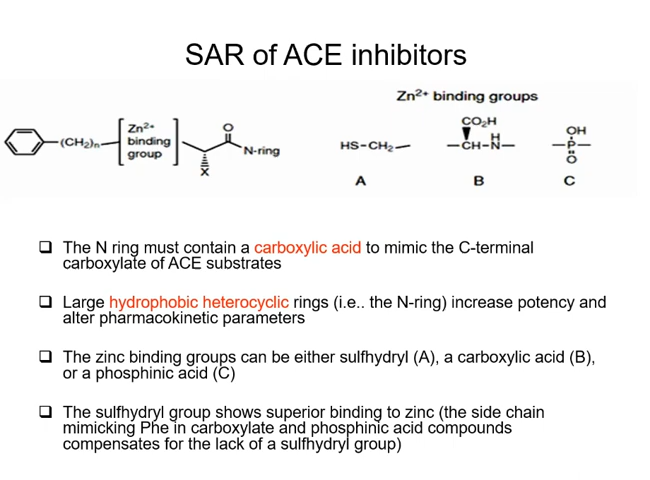 SAR of ACE inhibitors
Zn2+ binding groups
Zn2+
binding
group
(CH2)n
O
N-ring
X
HS-CH2
CO2H
H
CH-N
OH
P
O
A
B
C
The N ring must contain a carboxylic acid to mimic the C-terminal
carboxylate of ACE substrates
Large hydrophobic heterocyclic rings (i.e.. the N-ring) increase potency and
alter pharmacokinetic parameters
The zinc binding groups can be either sulfhydryl (A), a carboxylic acid (B),
or a phosphinic acid (C)
The sulfhydryl group shows superior binding to zinc (the side chain
mimicking Phe in carboxylate and phosphinic acid compounds
compensates for the lack of a sulfhydryl group)